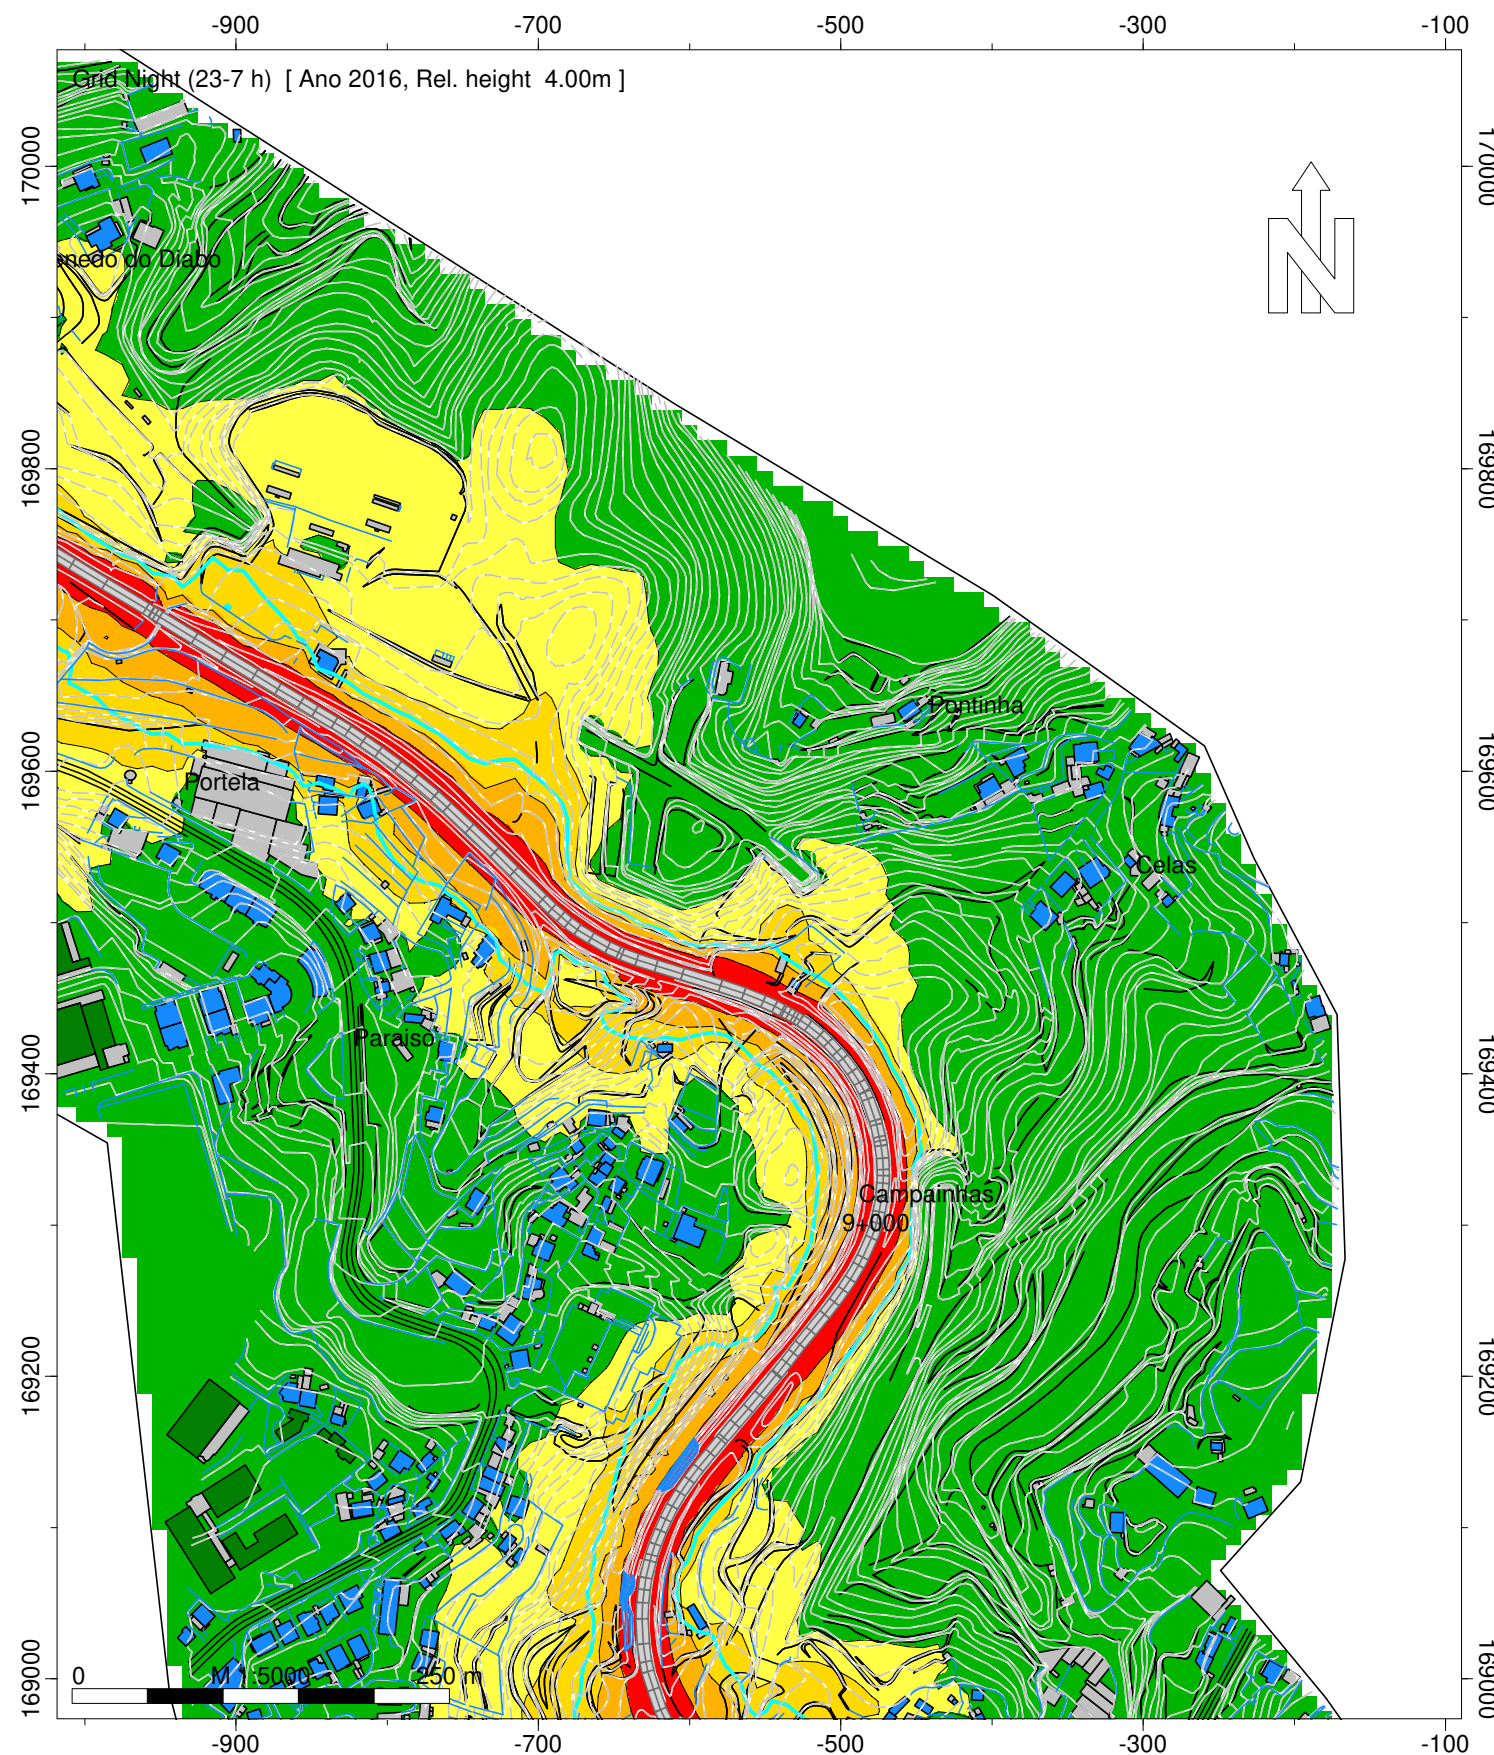 -900 -700 -500 -300 -100
Grid Night (23-7 h) [ Ano 2016, Rel. height 4.00m ]
170000 170000
N
enedo do Diabo
169800 169800
Pontinha
169600 169600
Portela
Celas
Paraiso
169400 169400
Campainhas
9+000
169200 169200
169000 169000
0 M 1:5000 250 m
-900 -700 -500 -300 -100